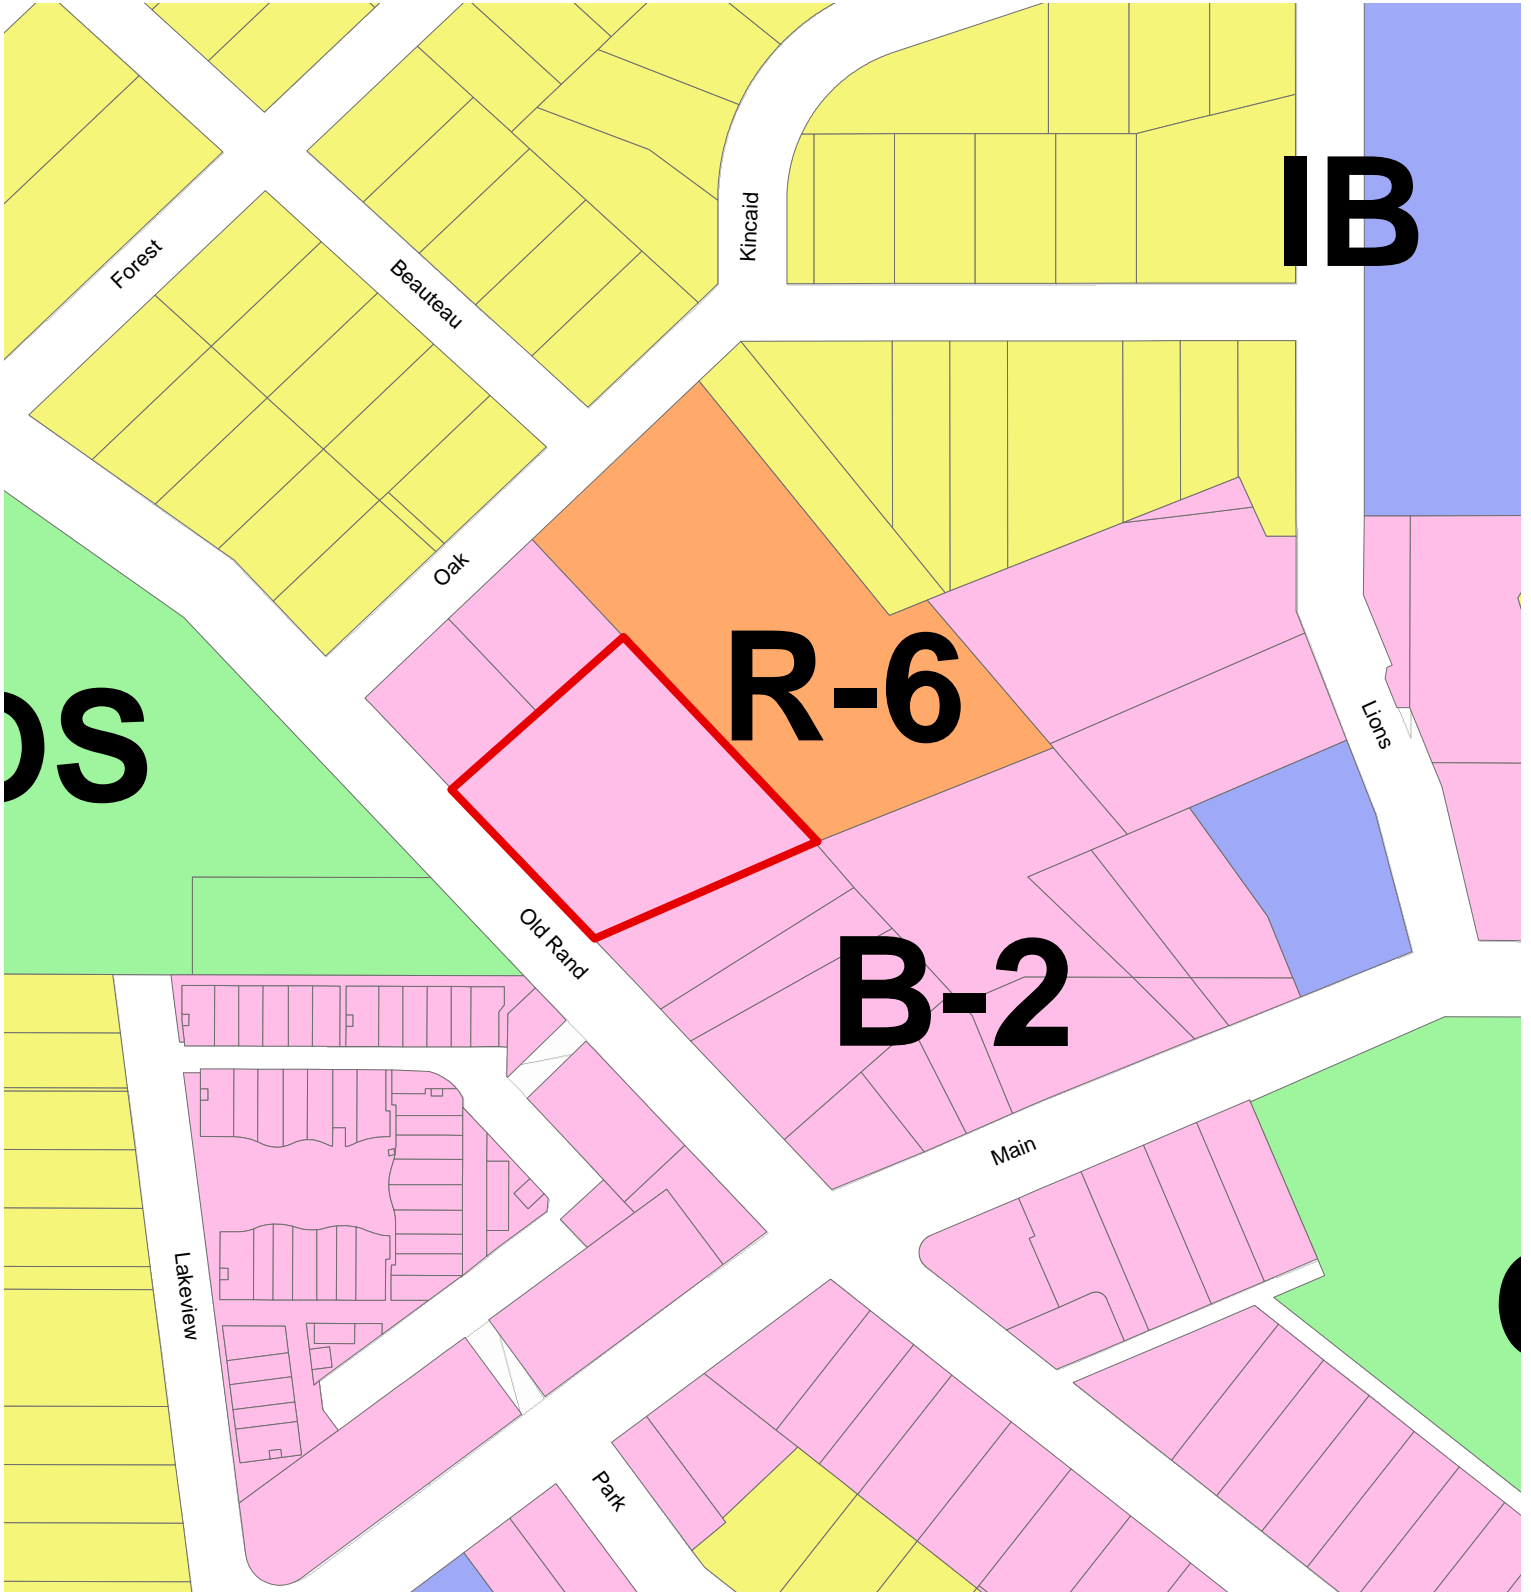 Kincaid
IB
Forest
Beauteau
Oak
R-6
OS
Lions
Old Rand
B-2
Main
Lakeview
Park